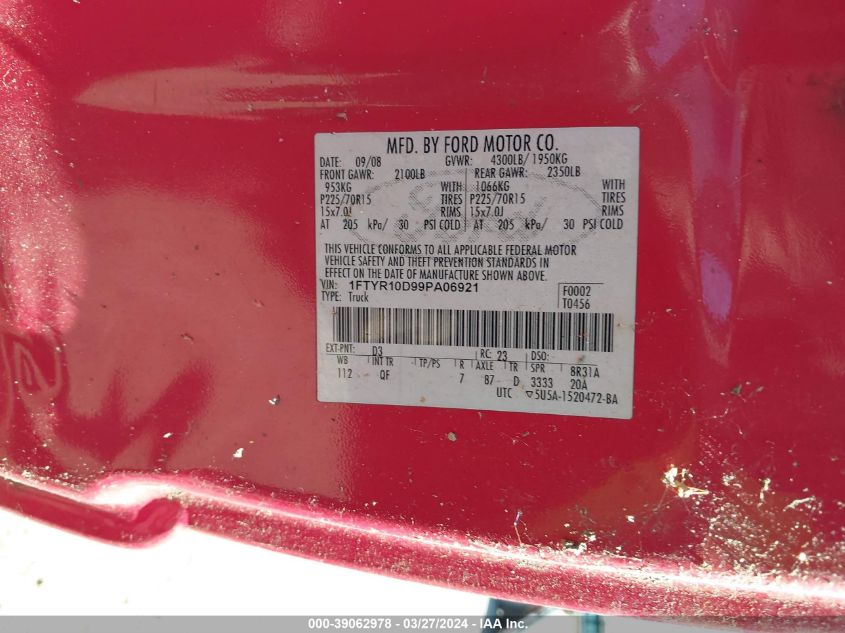 MFD. BY FORD MOTOR CO.
DATE: 09/08 GVWR: 4300LB/ 1950KG
FRONT GAWR: 2100LB REAR GAWR: 2350LB
953KG WITH 1066KG WITH
P225/70R15 TIRES P225/70R15 TIRES
15x7.0J RIMS 15x7.0J RIMS
AT 205 kPa/ 30 PSI COLD AT 205 kPa/ 30 PSI COLD
THIS VEHICLE CONFORMS TO ALL APPLICABLE FEDERAL MOTOR
VEHICLE SAFETY AND THEFT PREVENTION STANDARDS IN
EFFECT ON THE DATE OF MANUFACTURE SHOWN ABOVE.
VIN: 1FTYR10D99PA06921 F0002
TYPE: Truck T0456
EXT-PNT: D3 RC: 23 DSO:
WB INT TR TP/PS R AXLE TR SPR 8R31A
112 QF 7 87 D 3333 20A
UTC ▽5U5A-1520472-BA
000-39062978 - 03/27/2024 - IAA Inc.